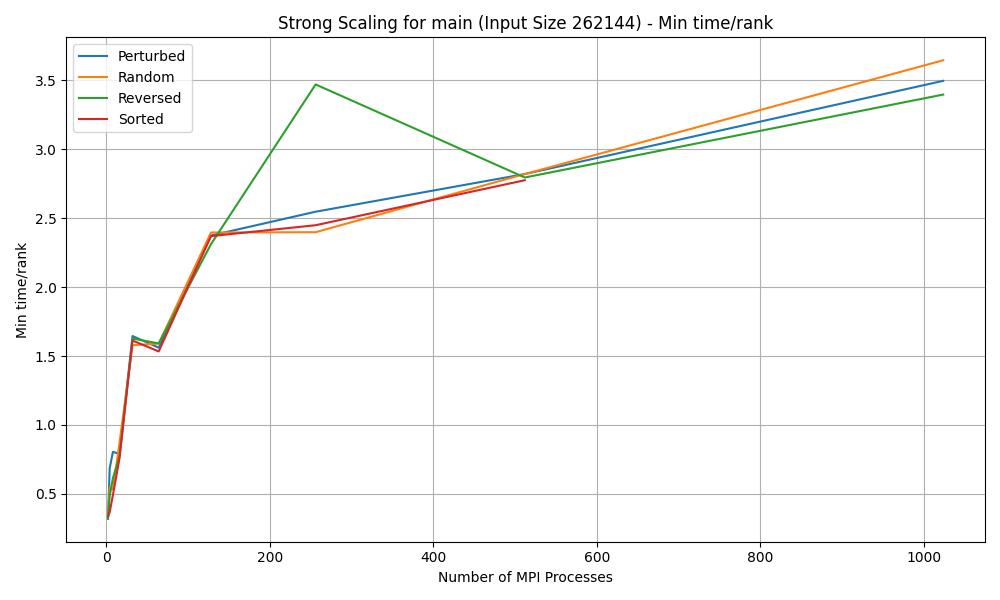 Strong Scaling for main (Input Size 262144) - Min time/rank
Perturbed
Random
Reversed
Sorted
Min time/rank
3.5
3.0
2.5
2.0
1.5
1.0
0.5
0 200 400 600 800 1000
Number of MPI Processes